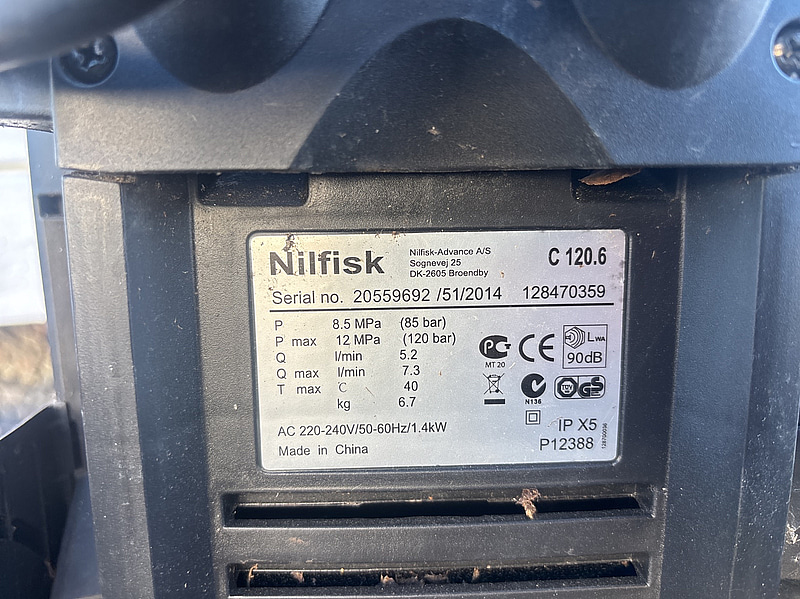 Nilfisk
Nilfisk-Advance A/S
Sognevej 25
DK-2605 Broendby
C 120.6
Serial no. 20559692 /51/2014 128470359
P 8.5 MPa (85 bar)
P max 12 MPa (120 bar)
Q l/min 5.2
Q max l/min 7.3
T max °C 40
kg 6.7
AC 220-240V/50-60Hz/1.4kW
Made in China
PC
MT 20
CE
LWA
90dB
N136
TÜV GS
IP X5
P12388